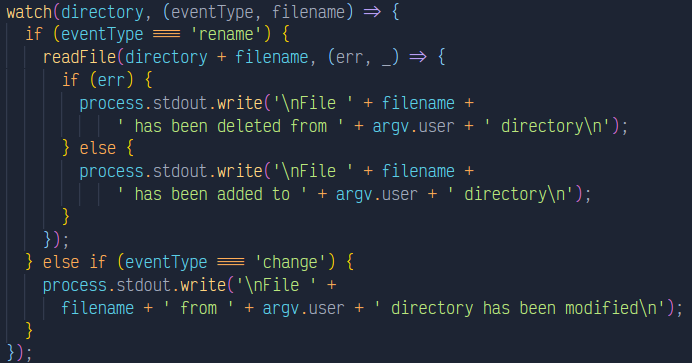 watch(directory, (eventType, filename) => {
if (eventType === 'rename') {
readFile(directory + filename, (err, _) => {
if (err) {
process.stdout.write('\nFile ' + filename +
' has been deleted from ' + argv.user + ' directory\n');
} else {
process.stdout.write('\nFile ' + filename +
' has been added to ' + argv.user + ' directory\n');
}
});
} else if (eventType === 'change') {
process.stdout.write('\nFile ' +
filename + ' from ' + argv.user + ' directory has been modified\n');
}
});